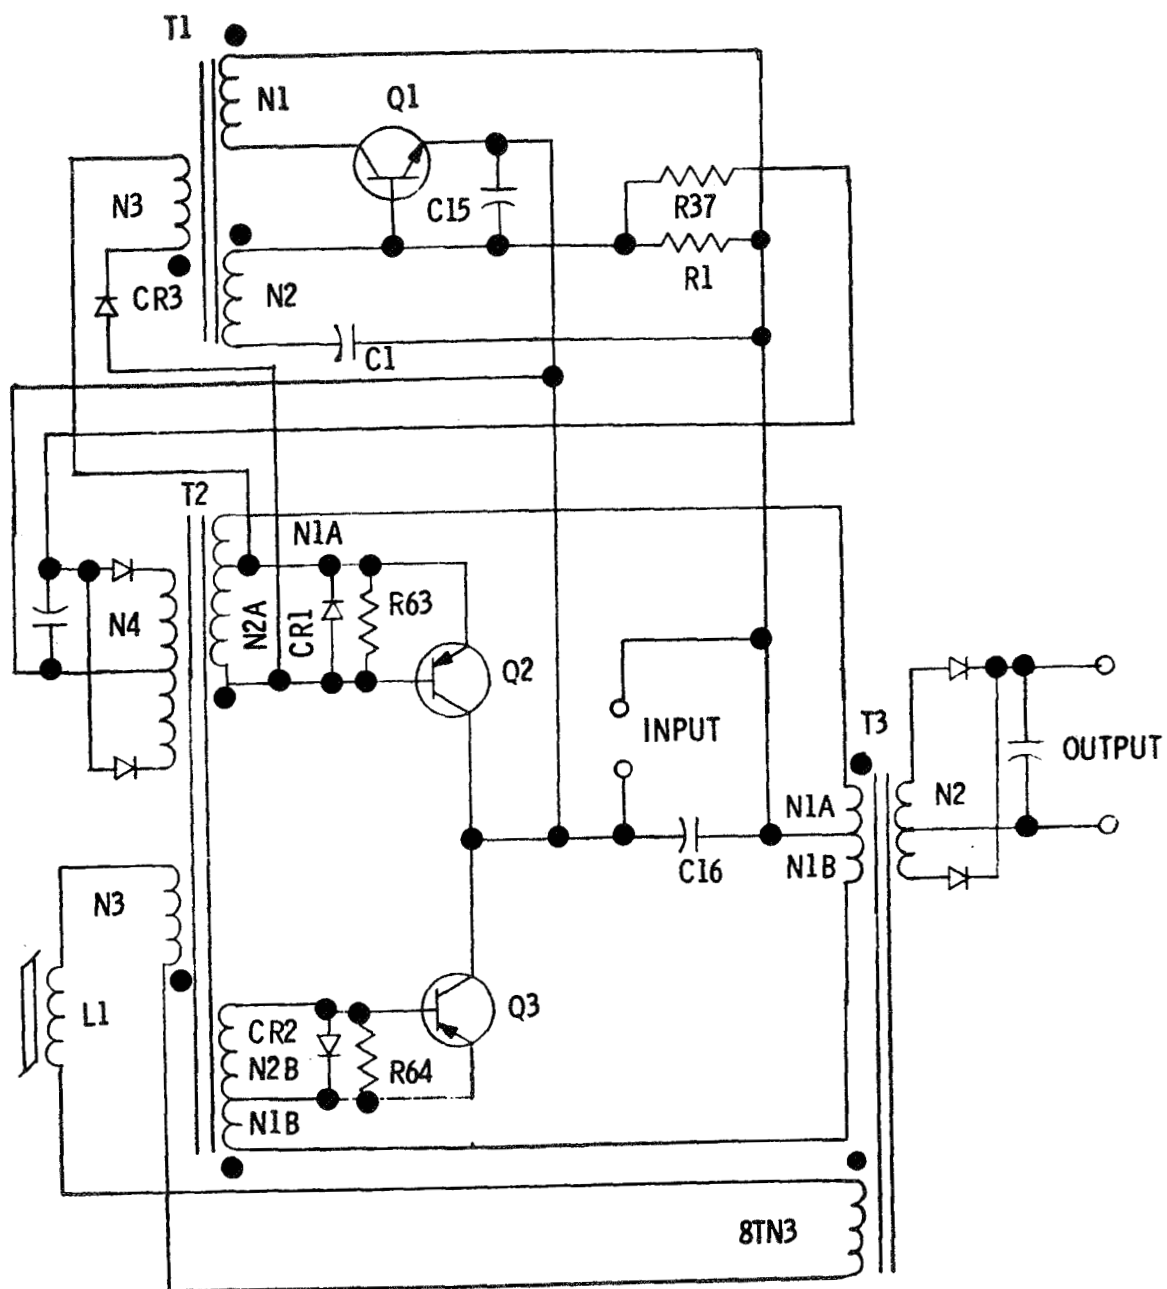 T1
N1
Q1
N3
C15
R37
R1
CR3
N2
C1
T2
N1A
N4
N2A
CR1
R63
Q2
INPUT
T3
OUTPUT
N1A
N2
N1B
C16
N3
L1
Q3
CR2
N2B
R64
N1B
8TN3